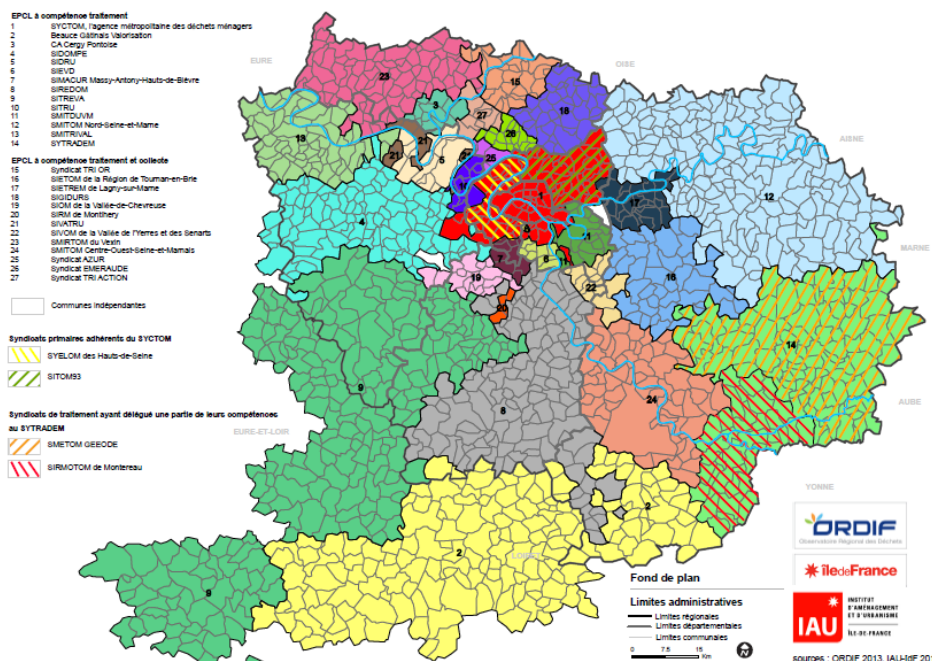 EPCL à compétence traitement
1 SYCTOM, l'agence métropolitaine des déchets ménagers
2 Beauce Gâtinais Valorisation
3 CA Cergy Pontoise
4 SIDOMPE
5 SIDRU
6 SIEVD
7 SIMACUR Massy-Antony-Hauts-de-Bièvre
8 SIREDOM
9 SITREVA
10 SITRU
11 SMITDUVM
12 SMITOM Nord-Seine-et-Marne
13 SMITRIVAL
14 SYTRADEM
EPCL à compétence traitement et collecte
15 Syndicat TRI OR
16 SIETOM de la Région de Tournan-en-Brie
17 SIETREM de Lagny-sur-Marne
18 SIGIDURS
19 SIOM de la Vallée-de-Chevreuse
20 SIRM de Monthery
21 SIVATRU
22 SIVOM de la Vallée de l'Yerres et des Senarts
23 SMIRTOM du Vexin
24 SMITOM Centre-Ouest-Seine-et-Marnais
25 Syndicat AZUR
26 Syndicat EMERAUDE
27 Syndicat TRI ACTION
Communes indépendantes
Syndicats primaires adhérents du SYCTOM
SYELOM des Hauts-de-Seine
SITOM93
Syndicats de traitement ayant délégué une partie de leurs compétences
au SYTRADEM
SMETOM GEEODE
SIRMOTOM de Montereau
EURE
OISE
AISNE
MARNE
AUBE
YONNE
LOIRET
EURE-ET-LOIR
23
15
3
27
18
26
13
21
21
5
25
12
1
17
4
7
6
16
19
22
20
14
9
8
24
2
2
9
ORDIF
Observatoire Régional des Déchets
îledeFrance
IAU
INSTITUT
D'AMÉNAGEMENT
ET D'URBANISME
ÎLE-DE-FRANCE
Fond de plan
Limites administratives
Limites régionales
Limites départementales
Limites communales
0 7.5 15
Km
sources : ORDIF 2013, IAU-IdF 201